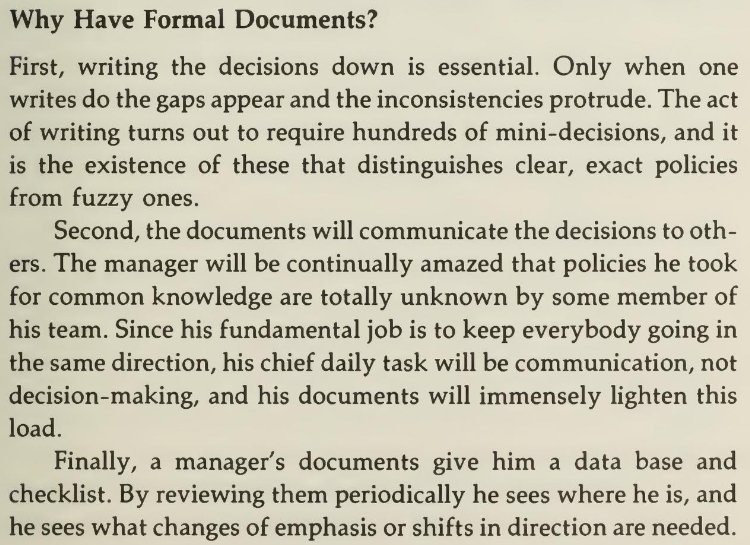 Why Have Formal Documents?
First, writing the decisions down is essential. Only when one
writes do the gaps appear and the inconsistencies protrude. The act
of writing turns out to require hundreds of mini-decisions, and it
is the existence of these that distinguishes clear, exact policies
from fuzzy ones.
Second, the documents will communicate the decisions to oth-
ers. The manager will be continually amazed that policies he took
for common knowledge are totally unknown by some member of
his team. Since his fundamental job is to keep everybody going in
the same direction, his chief daily task will be communication, not
decision-making, and his documents will immensely lighten this
load.
Finally, a manager's documents give him a data base and
checklist. By reviewing them periodically he sees where he is, and
he sees what changes of emphasis or shifts in direction are needed.